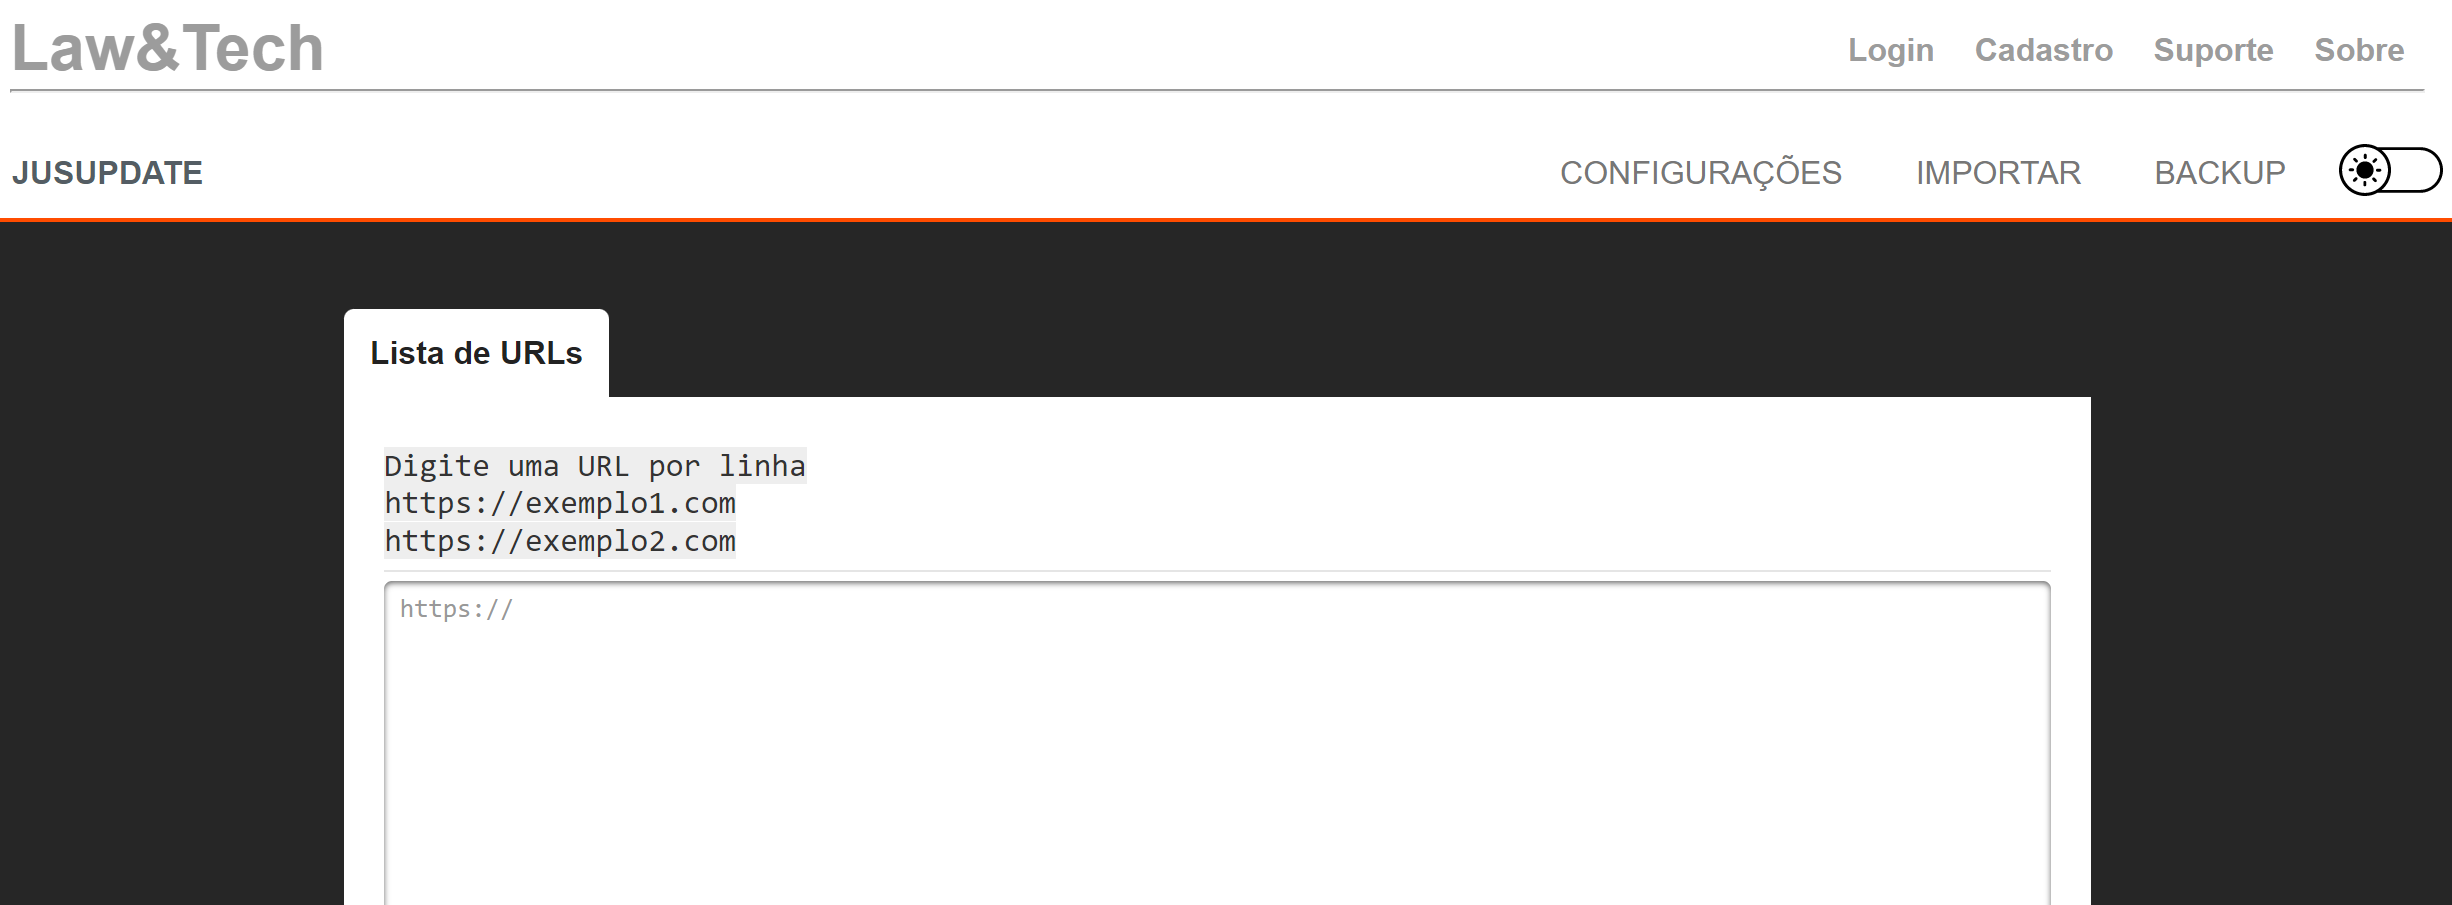 Law&Tech
Login Cadastro Suporte Sobre
JUSUPDATE
CONFIGURAÇÕES IMPORTAR BACKUP
Lista de URLs
Digite uma URL por linha
https://exemplo1.com
https://exemplo2.com
https://